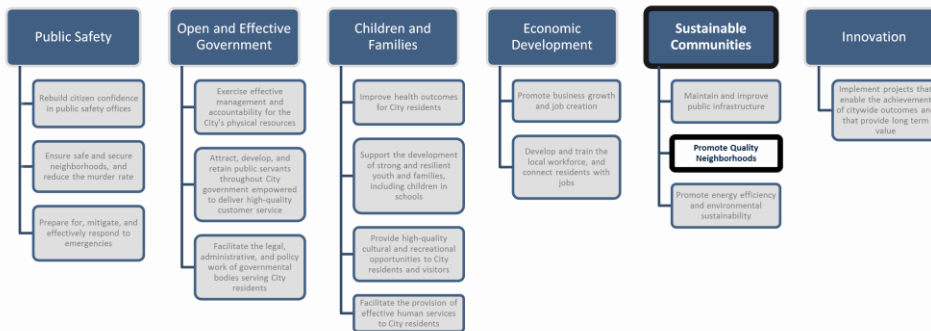 Public Safety
Rebuild citizen confidence
in public safety offices
Ensure safe and secure
neighborhoods, and
reduce the murder rate
Prepare for, mitigate, and
effectively respond to
emergencies
Open and Effective
Government
Exercise effective
management and
accountability for the
City's physical resources
Attract, develop, and
retain public servants
throughout City
government empowered
to deliver high-quality
customer service
Facilitate the legal,
administrative, and policy
work of governmental
bodies serving City
residents
Children and
Families
Improve health outcomes
for City residents
Support the development
of strong and resilient
youth and families,
including children in
schools
Provide high-quality
cultural and recreational
opportunities to City
residents and visitors
Facilitate the provision of
effective human services
to City residents
Economic
Development
Promote business growth
and job creation
Develop and train the
local workforce, and
connect residents with
jobs
Sustainable
Communities
Maintain and improve
public infrastructure
Promote Quality
Neighborhoods
Promote energy efficiency
and environmental
sustainability
Innovation
Implement projects that
enable the achievement
of citywide outcomes and
that provide long term
value